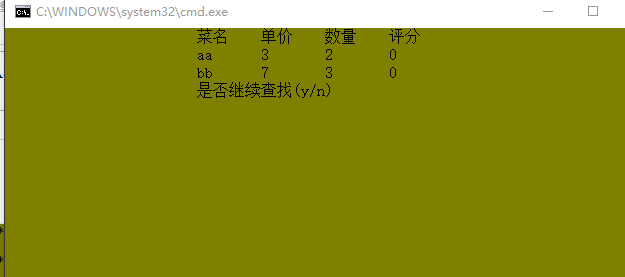 C:\WINDOWS\system32\cmd.exe
菜名 单价 数量 评分
aa 3 2 0
bb 7 3 0
是否继续查找(y/n)